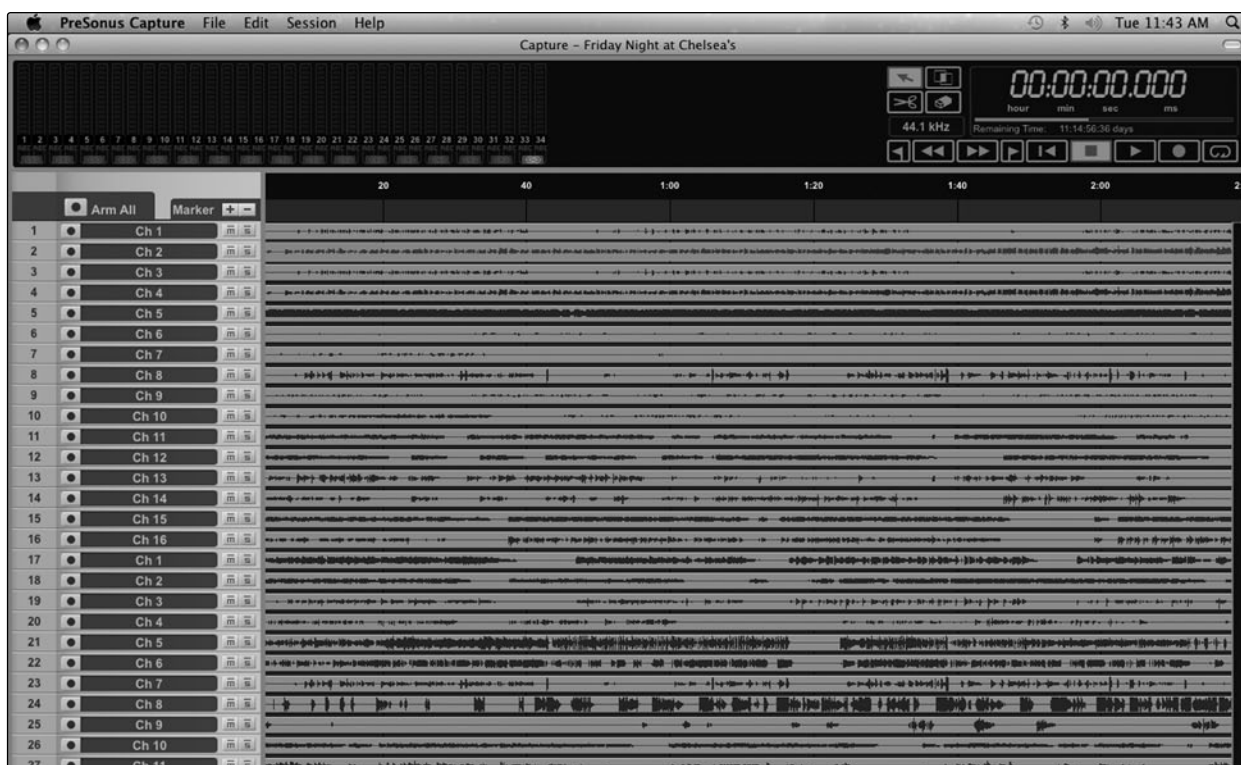 PreSonus Capture File Edit Session Help Tue 11:43 AM
Capture – Friday Night at Chelsea's
00:00:00.000
hour min sec ms
1 2 3 4 5 6 7 8 9 10 11 12 13 14 15 16 17 18 19 20 21 22 23 24 25 26 27 28 29 30 31 32 33 34
44.1 kHz Remaining Time: 11:14:56:36 days
20 40 1:00 1:20 1:40 2:00
Arm All Marker + −
1 Ch 1 m s
2 Ch 2 m s
3 Ch 3 m s
4 Ch 4 m s
5 Ch 5 m s
6 Ch 6 m s
7 Ch 7 m s
8 Ch 8 m s
9 Ch 9 m s
10 Ch 10 m s
11 Ch 11 m s
12 Ch 12 m s
13 Ch 13 m s
14 Ch 14 m s
15 Ch 15 m s
16 Ch 16 m s
17 Ch 1 m s
18 Ch 2 m s
19 Ch 3 m s
20 Ch 4 m s
21 Ch 5 m s
22 Ch 6 m s
23 Ch 7 m s
24 Ch 8 m s
25 Ch 9 m s
26 Ch 10 m s
27 Ch 11